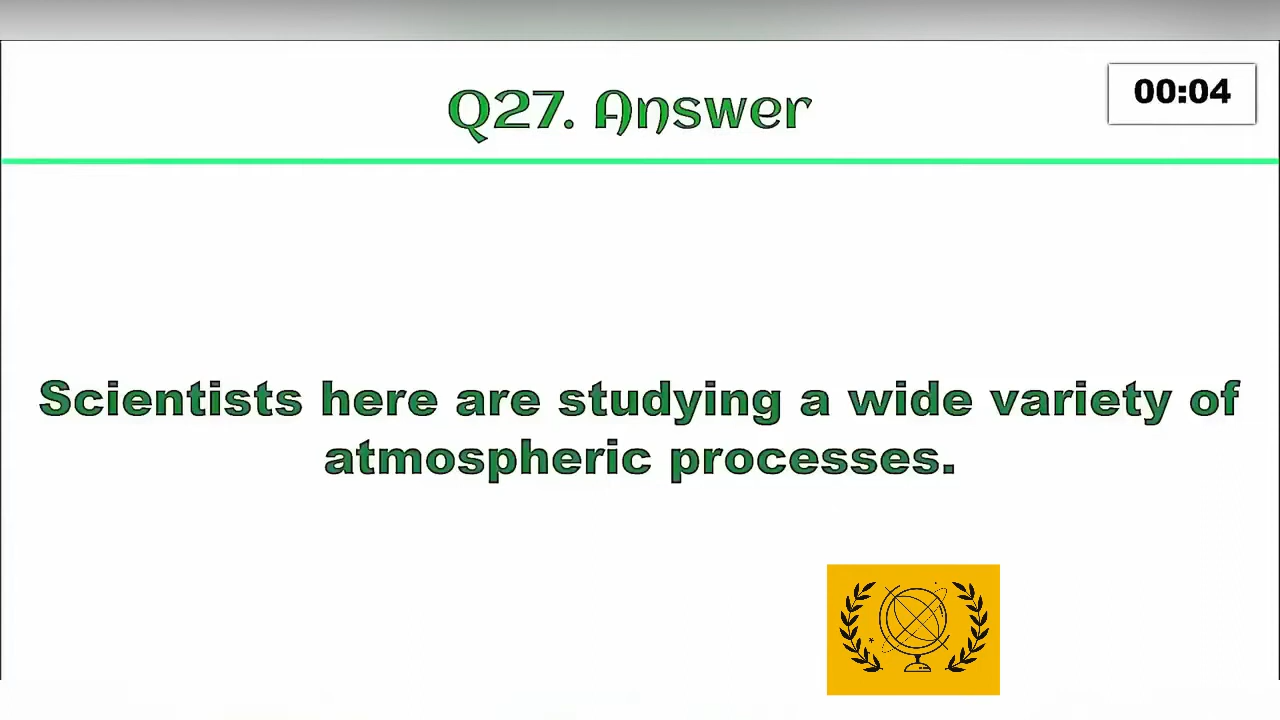 Q27. Answer
00:04
Scientists here are studying a wide variety of
atmospheric processes.